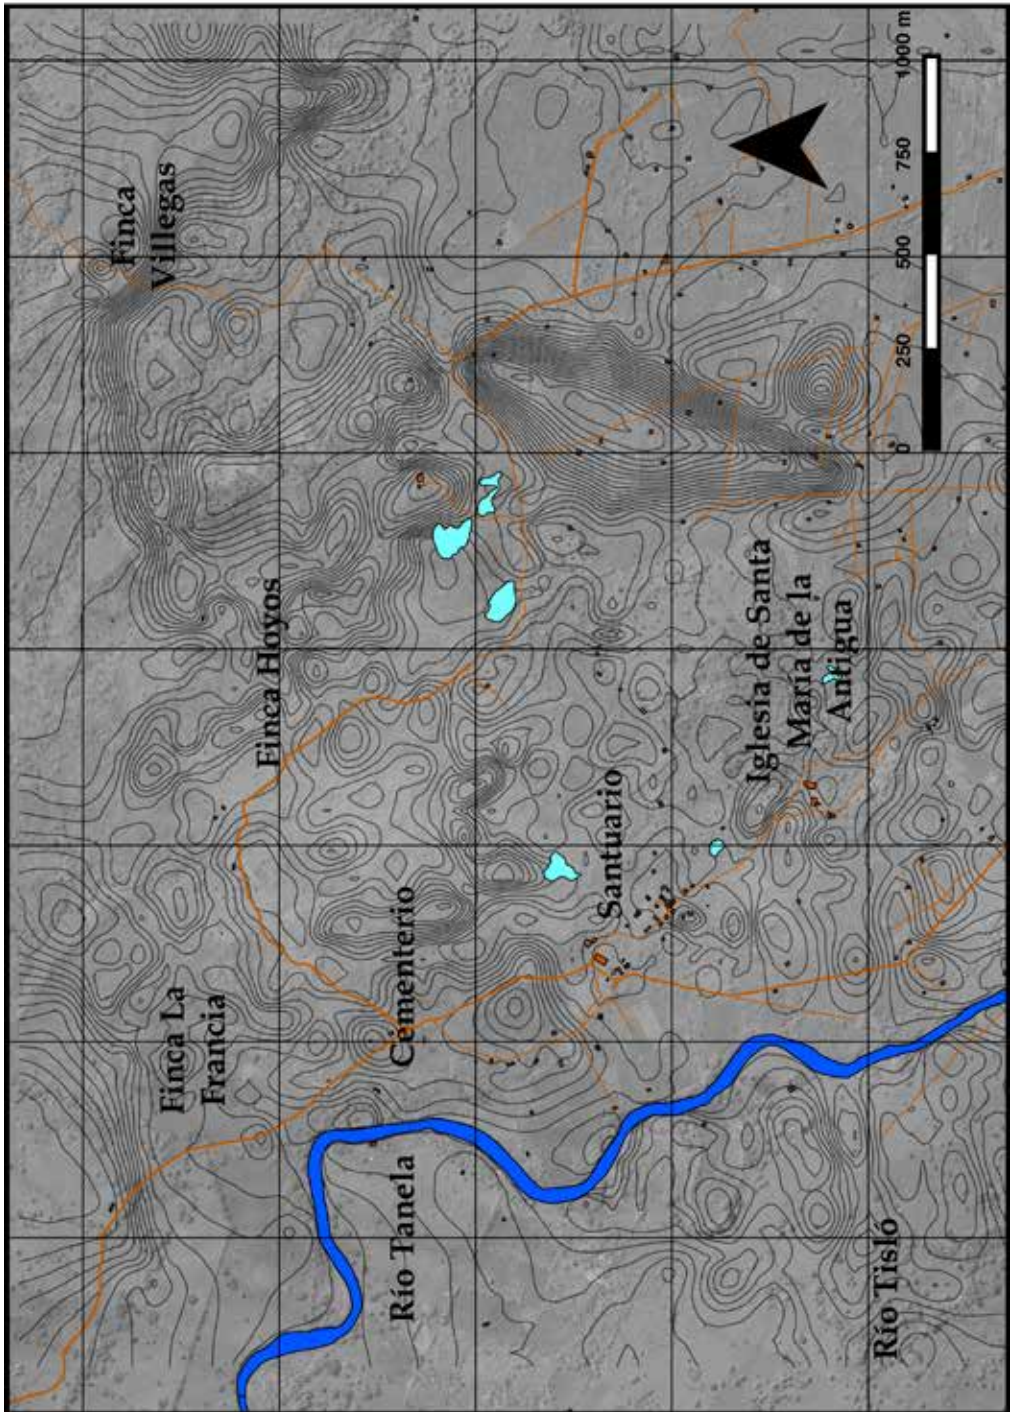 Finca
Villegas
Finca La
Francia
Finca Hoyos
Río Tanela
Cementerio
Santuario
Iglesia de Santa
María de la
Antigua
Río Tisló
0 250 500 750 1000 m